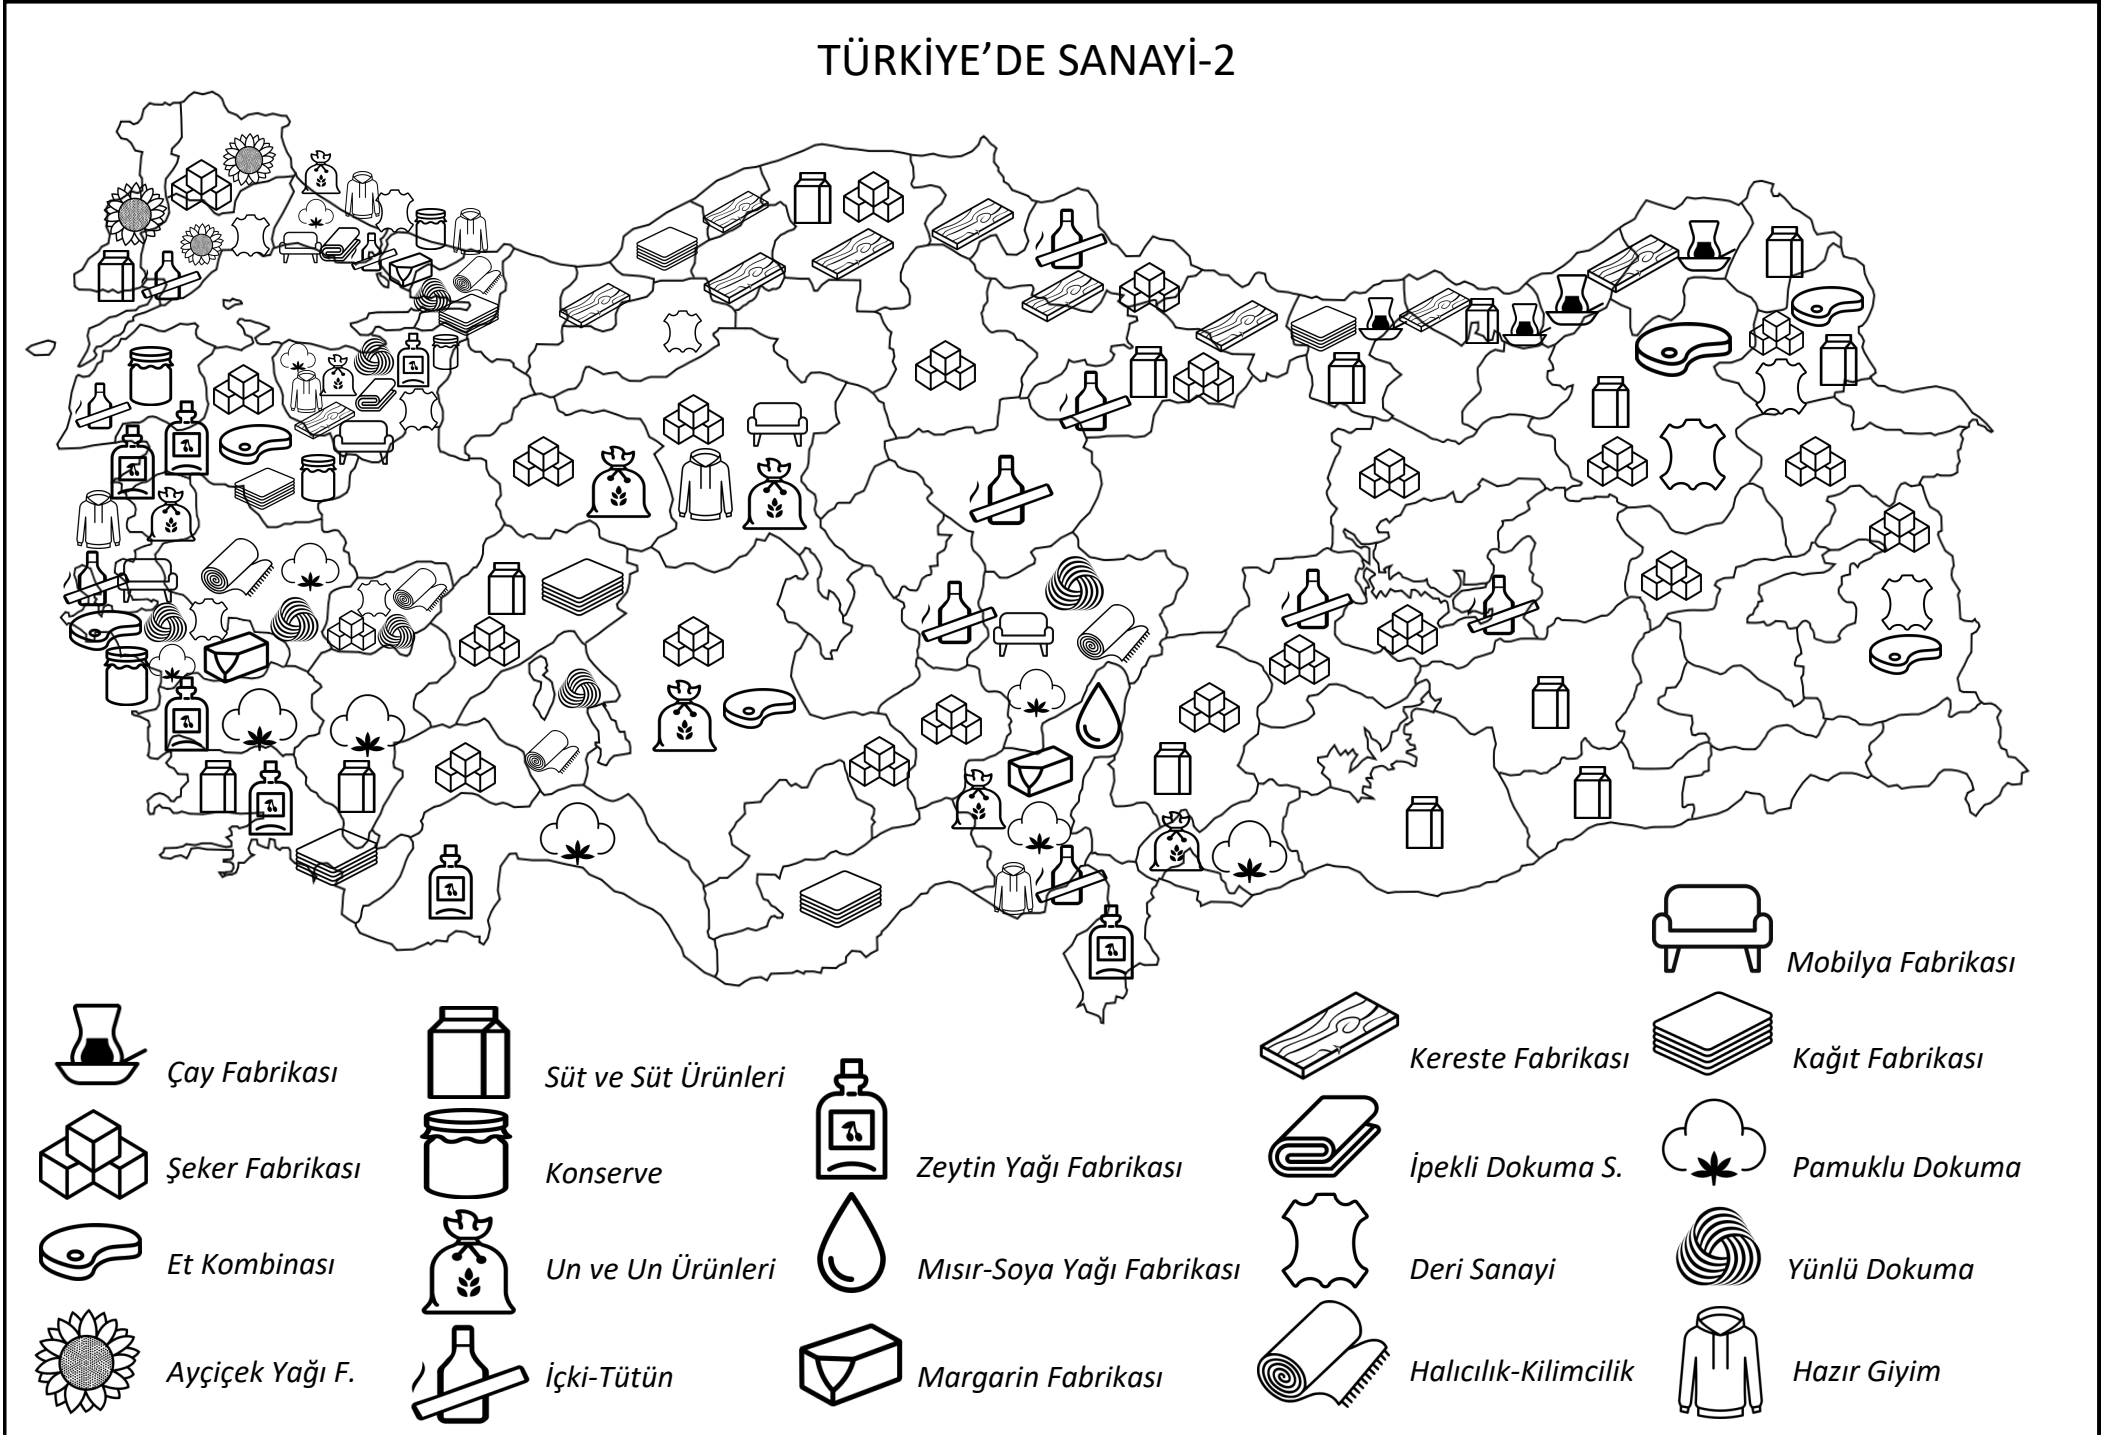 TÜRKİYE’DE SANAYİ-2
Mobilya Fabrikası
Çay Fabrikası
Süt ve Süt Ürünleri
Kereste Fabrikası
Kağıt Fabrikası
Şeker Fabrikası
Konserve
Zeytin Yağı Fabrikası
İpekli Dokuma S.
Pamuklu Dokuma
Et Kombinası
Un ve Un Ürünleri
Mısır-Soya Yağı Fabrikası
Deri Sanayi
Yünlü Dokuma
Ayçiçek Yağı F.
İçki-Tütün
Margarin Fabrikası
Halıcılık-Kilimcilik
Hazır Giyim